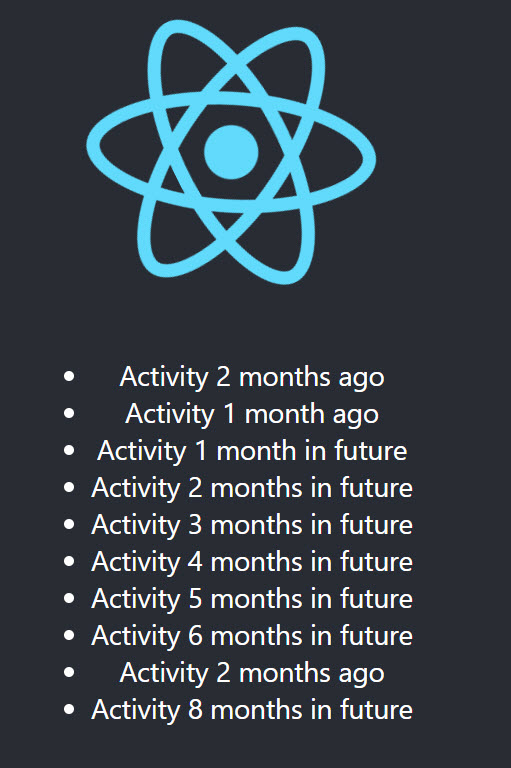 Activity 2 months ago
Activity 1 month ago
Activity 1 month in future
Activity 2 months in future
Activity 3 months in future
Activity 4 months in future
Activity 5 months in future
Activity 6 months in future
Activity 2 months ago
Activity 8 months in future